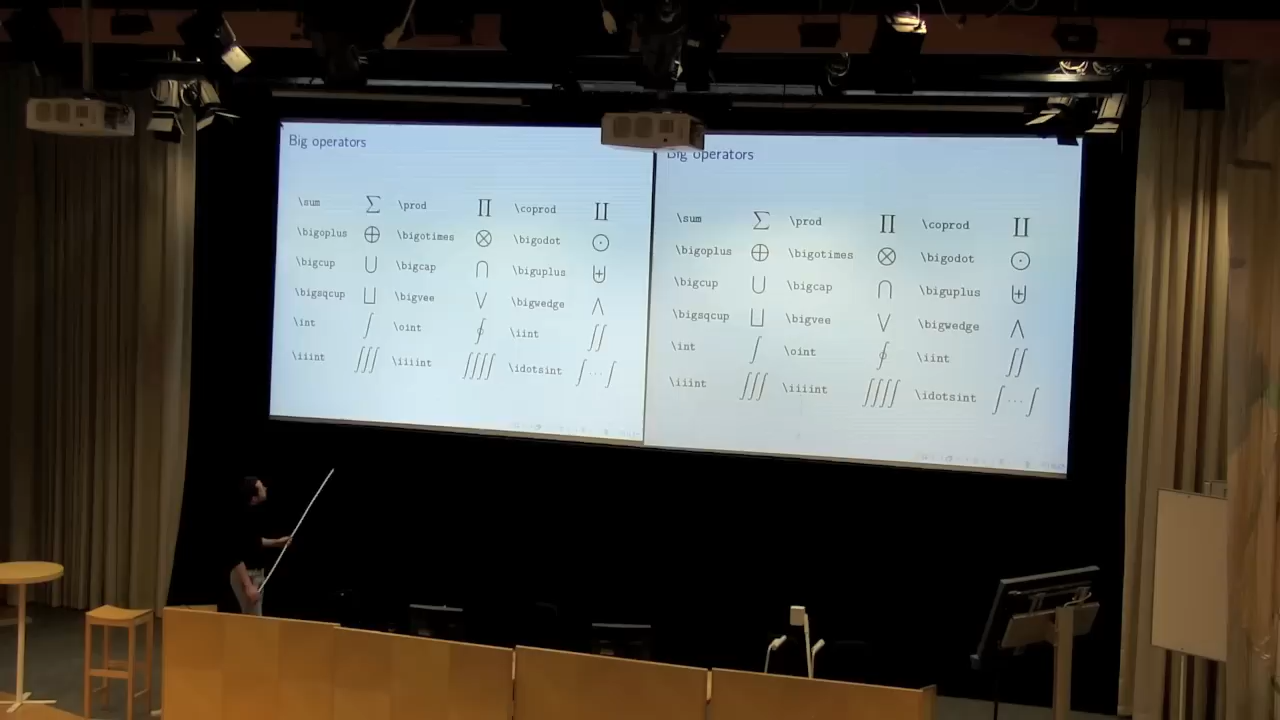 Big operators
\sum ∑ \prod ∏ \coprod ∐
\bigoplus ⊕ \bigotimes ⊗ \bigodot ⊙
\bigcup ⋃ \bigcap ⋂ \biguplus ⨄
\bigsqcup ⨆ \bigvee ⋁ \bigwedge ⋀
\int ∫ \oint ∮ \iint ∬
\iiint ∭ \iiiint ⨌ \idotsint ∫⋯∫
Big operators
\sum ∑ \prod ∏ \coprod ∐
\bigoplus ⊕ \bigotimes ⊗ \bigodot ⊙
\bigcup ⋃ \bigcap ⋂ \biguplus ⨄
\bigsqcup ⨆ \bigvee ⋁ \bigwedge ⋀
\int ∫ \oint ∮ \iint ∬
\iiint ∭ \iiiint ⨌ \idotsint ∫⋯∫